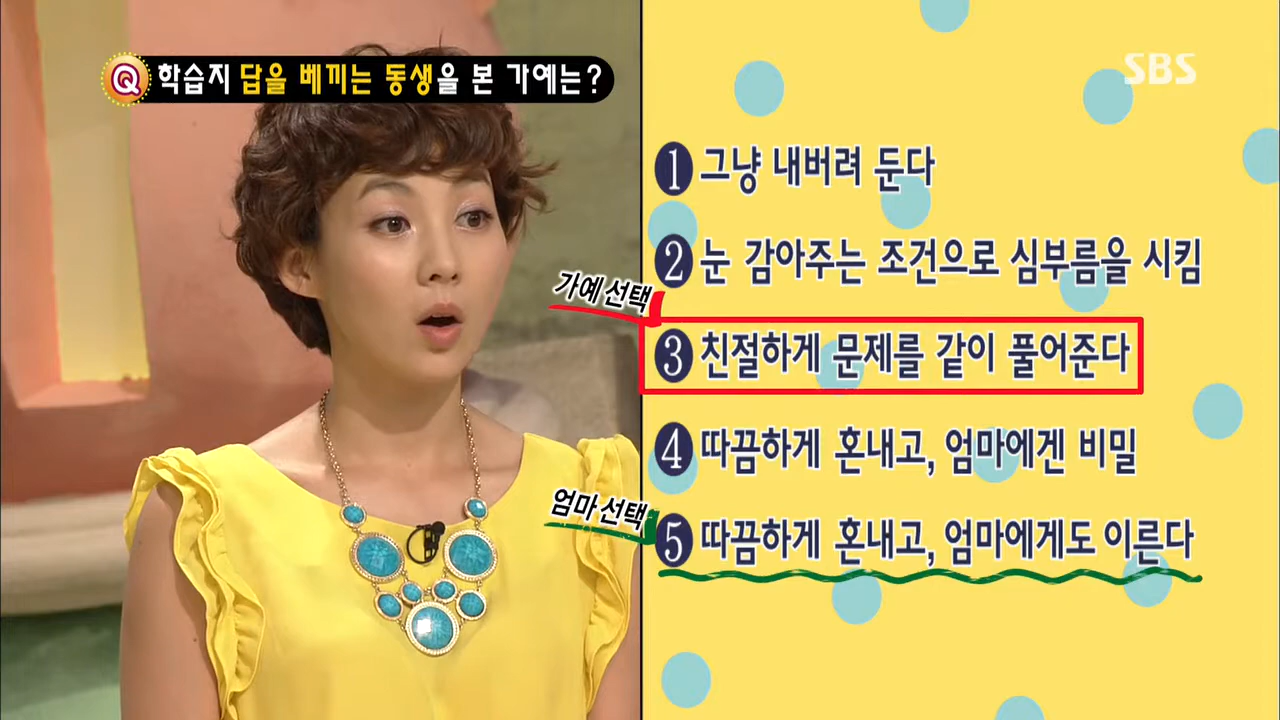 Q 학습지 답을 베끼는 동생을 본 가예는?
SBS
1 그냥 내버려 둔다
2 눈 감아주는 조건으로 심부름을 시킴
가예 선택
3 친절하게 문제를 같이 풀어준다
4 따끔하게 혼내고, 엄마에겐 비밀
엄마 선택
5 따끔하게 혼내고, 엄마에게도 이른다